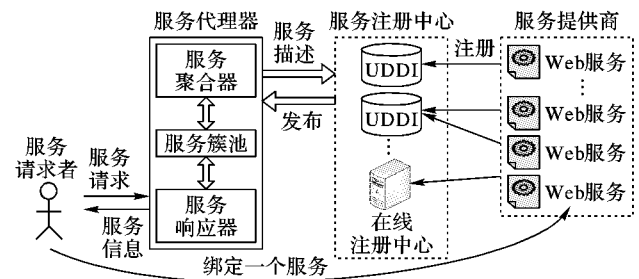 服务代理器
服务
描述
服务注册中心
服务提供商
服务
聚合器
服务簇池
服务
响应器
发布
UDDI
UDDI
在线
注册中心
注册
Web服务
Web服务
Web服务
Web服务
服务
请求者
服务
请求
服务
信息
绑定一个服务